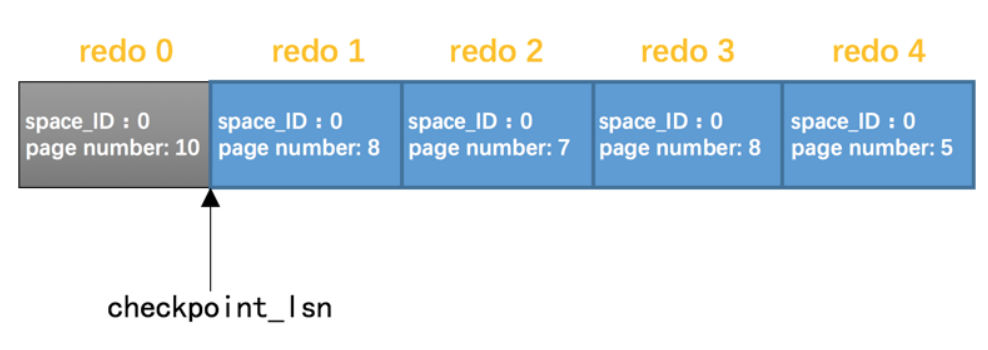 redo 0 redo 1 redo 2 redo 3 redo 4
space_ID：0 space_ID：0 space_ID：0 space_ID：0 space_ID：0
page number: 10 page number: 8 page number: 7 page number: 8 page number: 5
checkpoint_lsn